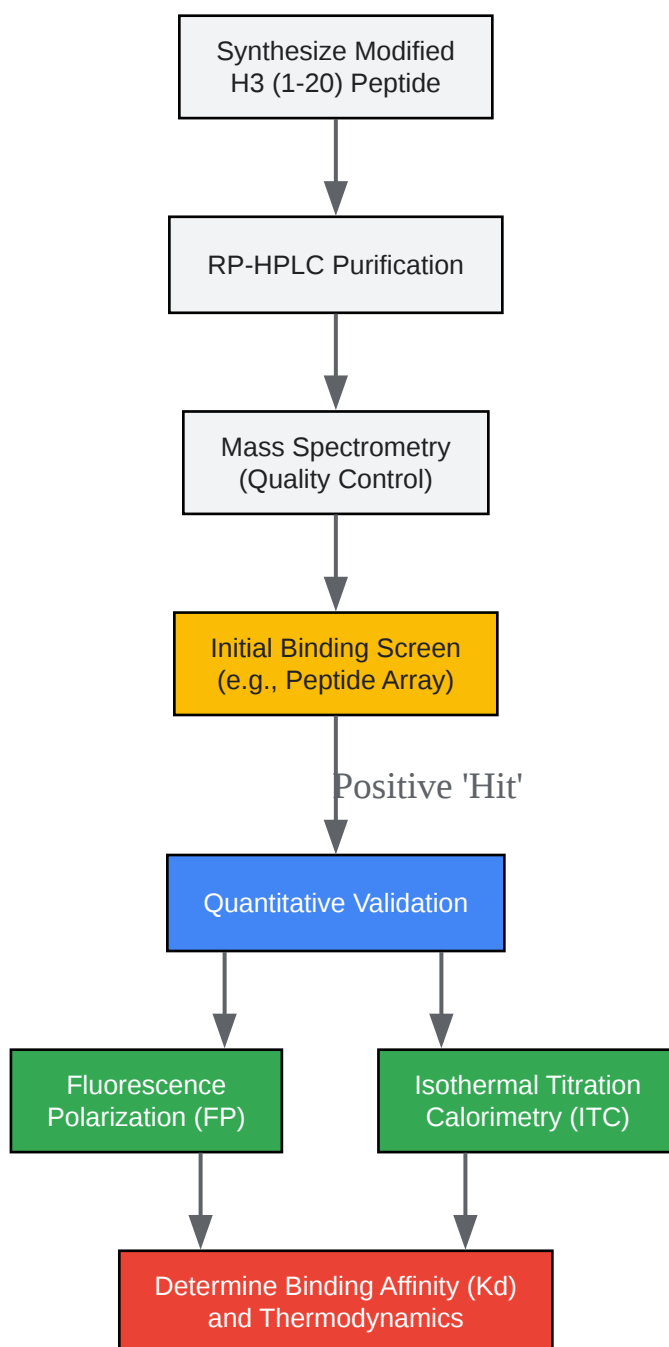 Synthesize Modified
H3 (1-20) Peptide
RP-HPLC Purification
Mass Spectrometry
(Quality Control)
Initial Binding Screen
(e.g., Peptide Array)
Positive 'Hit'
Quantitative Validation
Fluorescence
Polarization (FP)
Isothermal Titration
Calorimetry (ITC)
Determine Binding Affinity (Kd)
and Thermodynamics